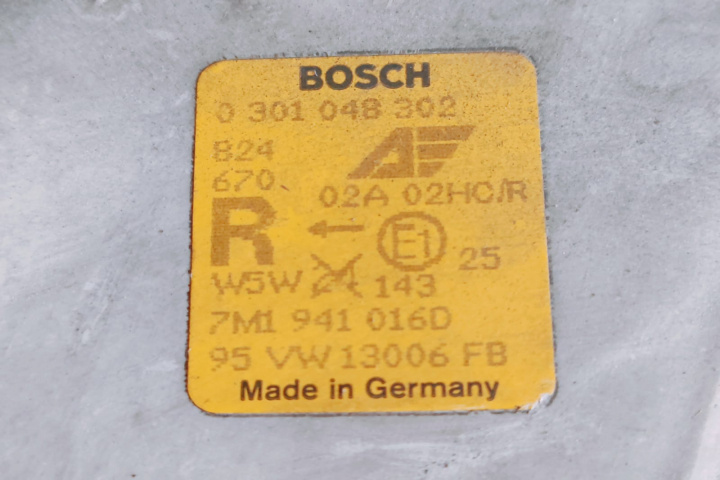 BOSCH
0 301 048 302
824
670
02A 02HC/R
R ← E1 25
W5W 143
7M1 941 016D
95 VW 13006 FB
Made in Germany